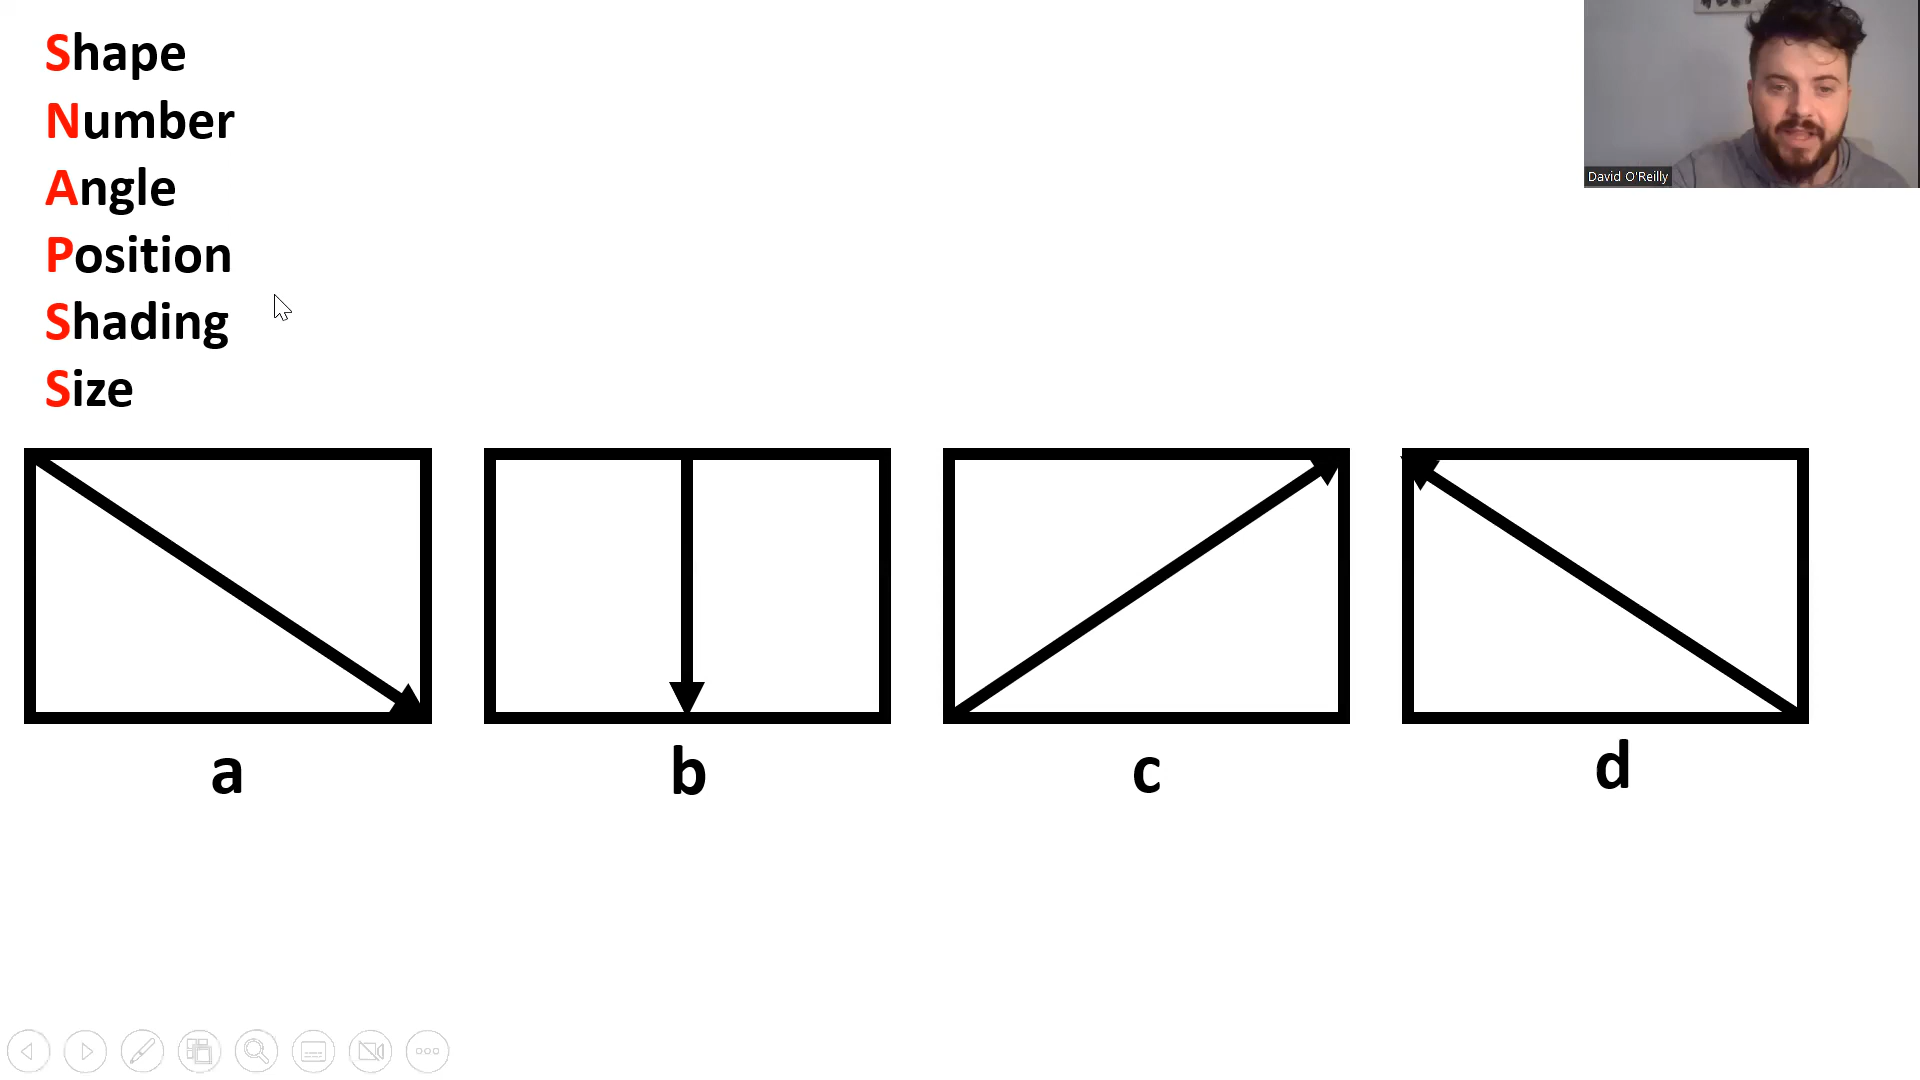 Shape
Number
Angle
Position
Shading
Size
David O'Reilly
a
b
c
d